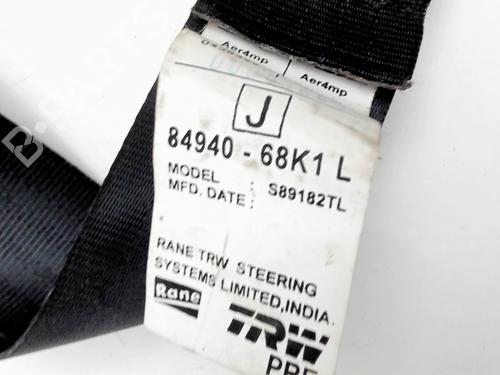 Aer4mp
Aer4mp
J
84940 - 68K1 L
MODEL : S89182TL
MFD. DATE :
RANE TRW STEERING
SYSTEMS LIMITED, INDIA.
Rane
TRW